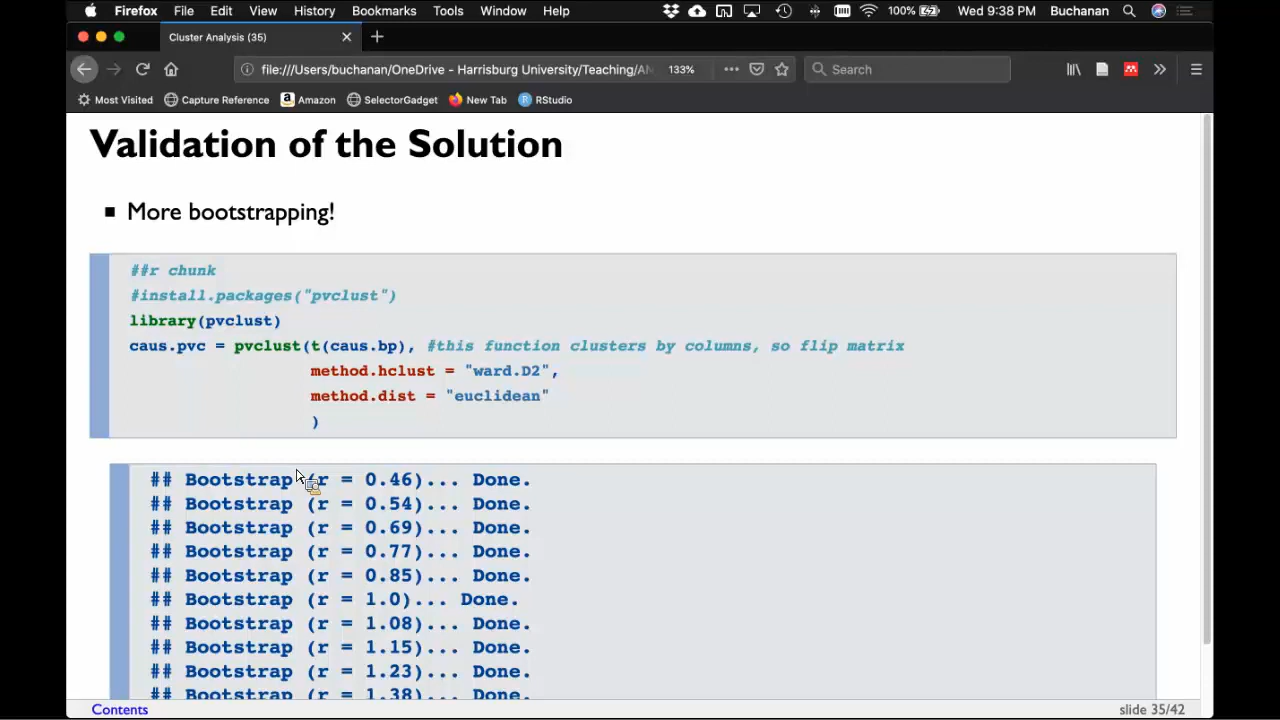 Firefox File Edit View History Bookmarks Tools Window Help 100% Wed 9:38 PM Buchanan
Cluster Analysis (35)
file:///Users/buchanan/OneDrive - Harrisburg University/Teaching/AN 133% Search
Most Visited Capture Reference Amazon SelectorGadget New Tab RStudio
Validation of the Solution
More bootstrapping!
##r chunk
#install.packages("pvclust")
library(pvclust)
caus.pvc = pvclust(t(caus.bp), #this function clusters by columns, so flip matrix
method.hclust = "ward.D2",
method.dist = "euclidean"
)
## Bootstrap (r = 0.46)... Done.
## Bootstrap (r = 0.54)... Done.
## Bootstrap (r = 0.69)... Done.
## Bootstrap (r = 0.77)... Done.
## Bootstrap (r = 0.85)... Done.
## Bootstrap (r = 1.0)... Done.
## Bootstrap (r = 1.08)... Done.
## Bootstrap (r = 1.15)... Done.
## Bootstrap (r = 1.23)... Done.
## Bootstrap (r = 1.38)... Done.
Contents slide 35/42